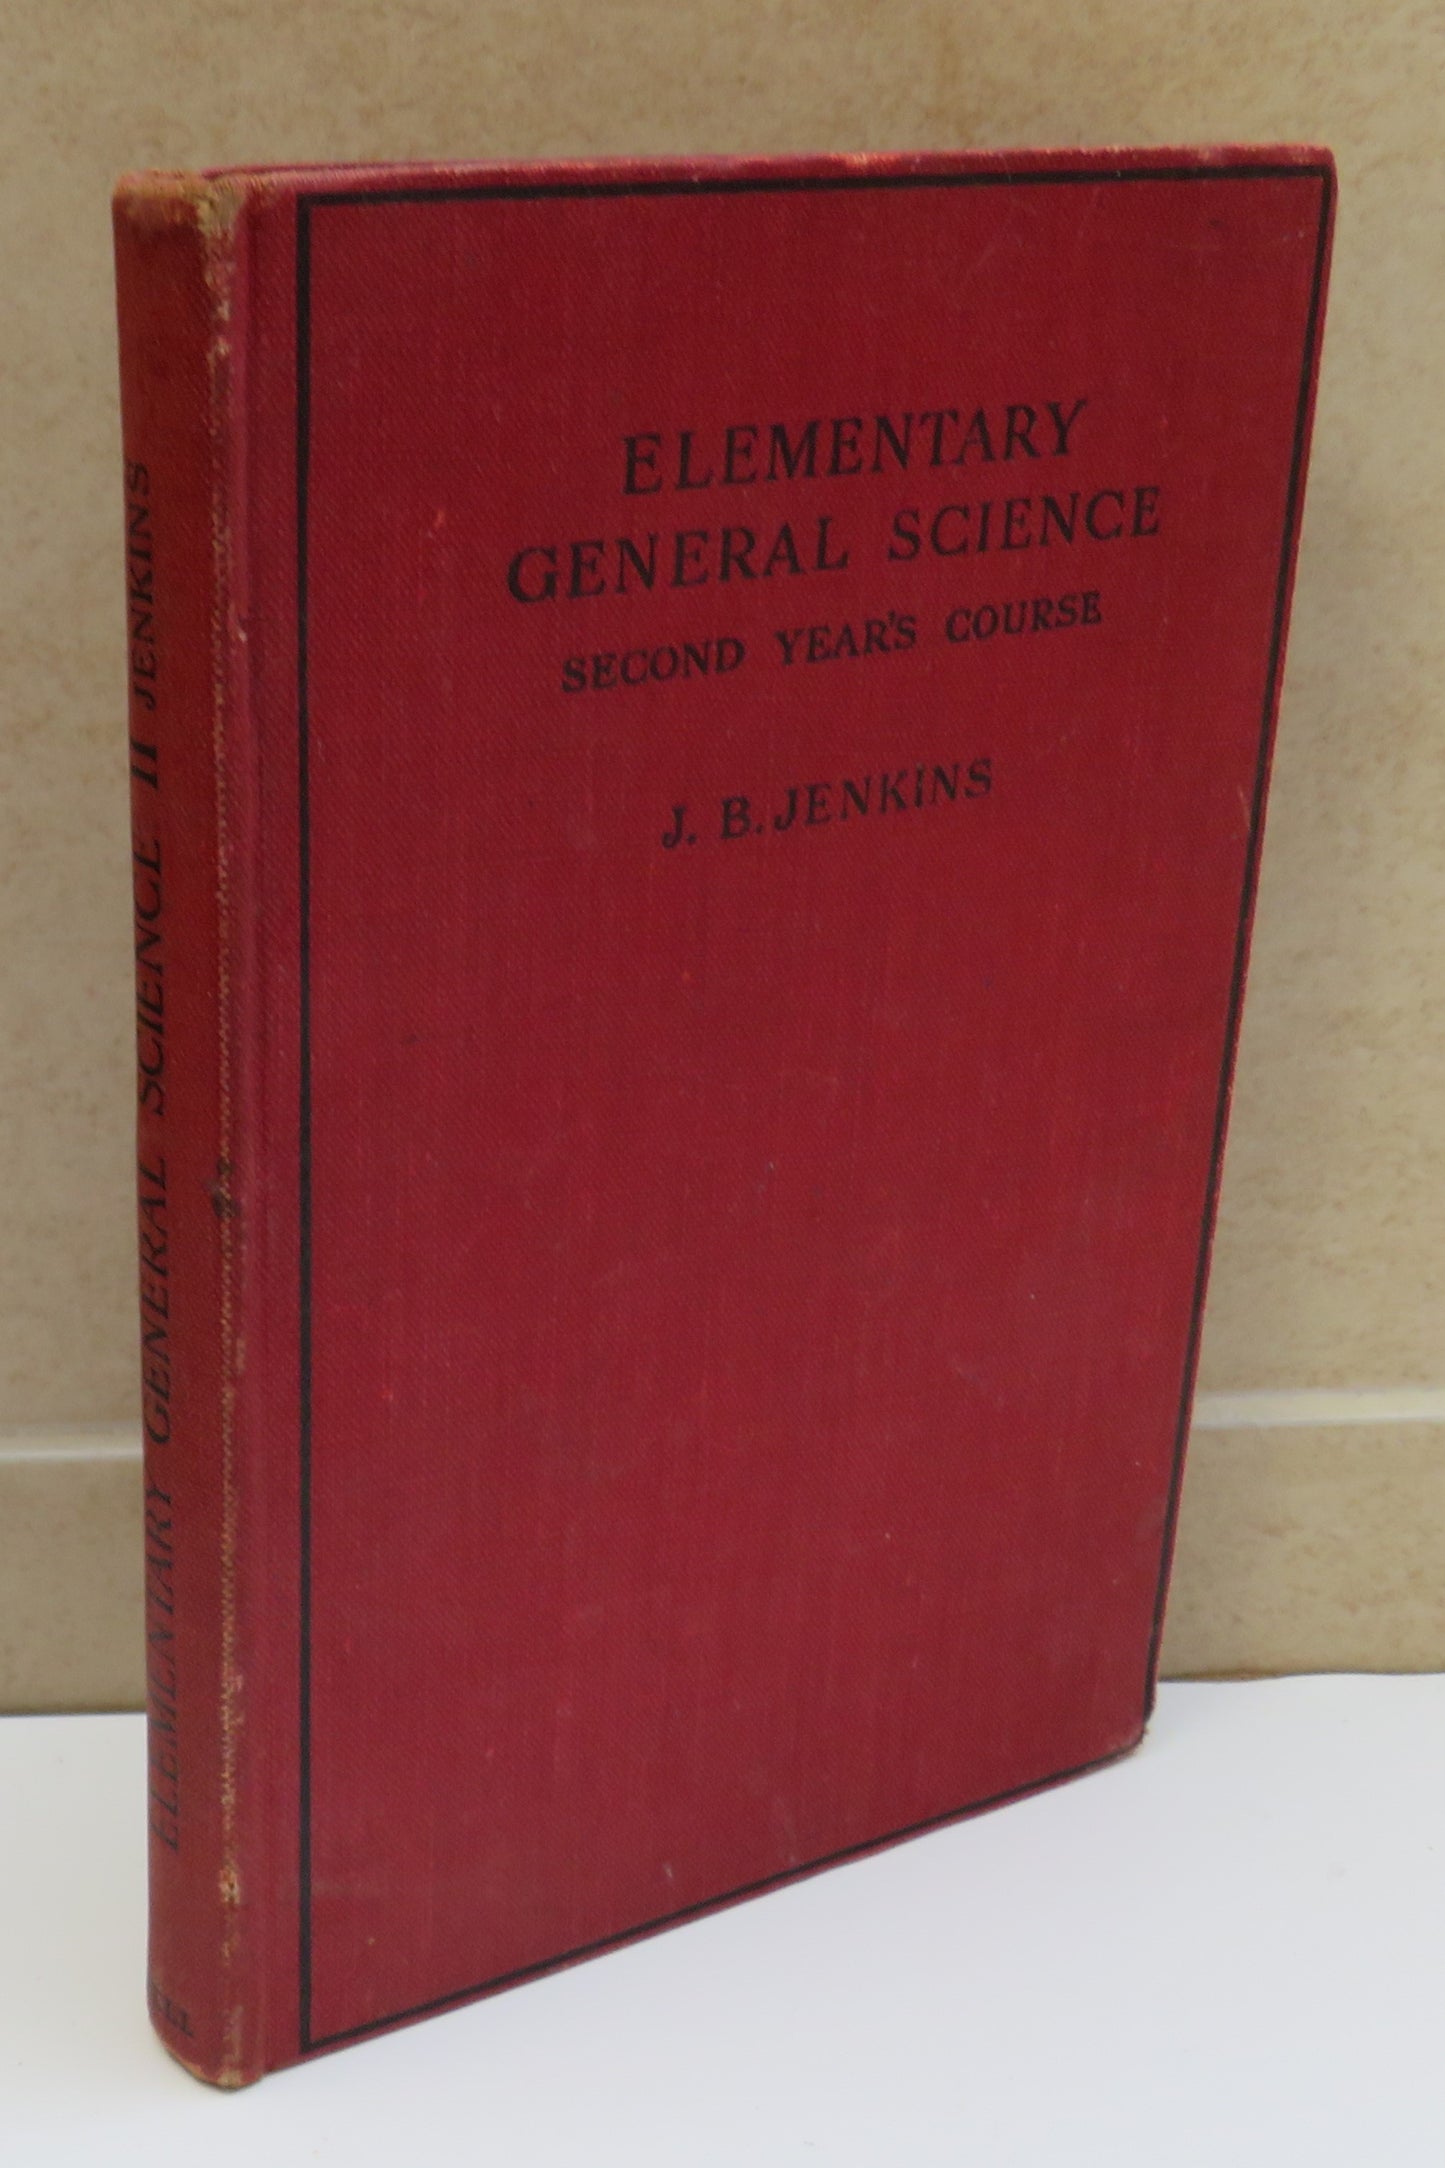 ELEMENTARY
GENERAL SCIENCE
SECOND YEAR'S COURSE
J. B. JENKINS
ELEMENTARY GENERAL SCIENCE II JENKINS